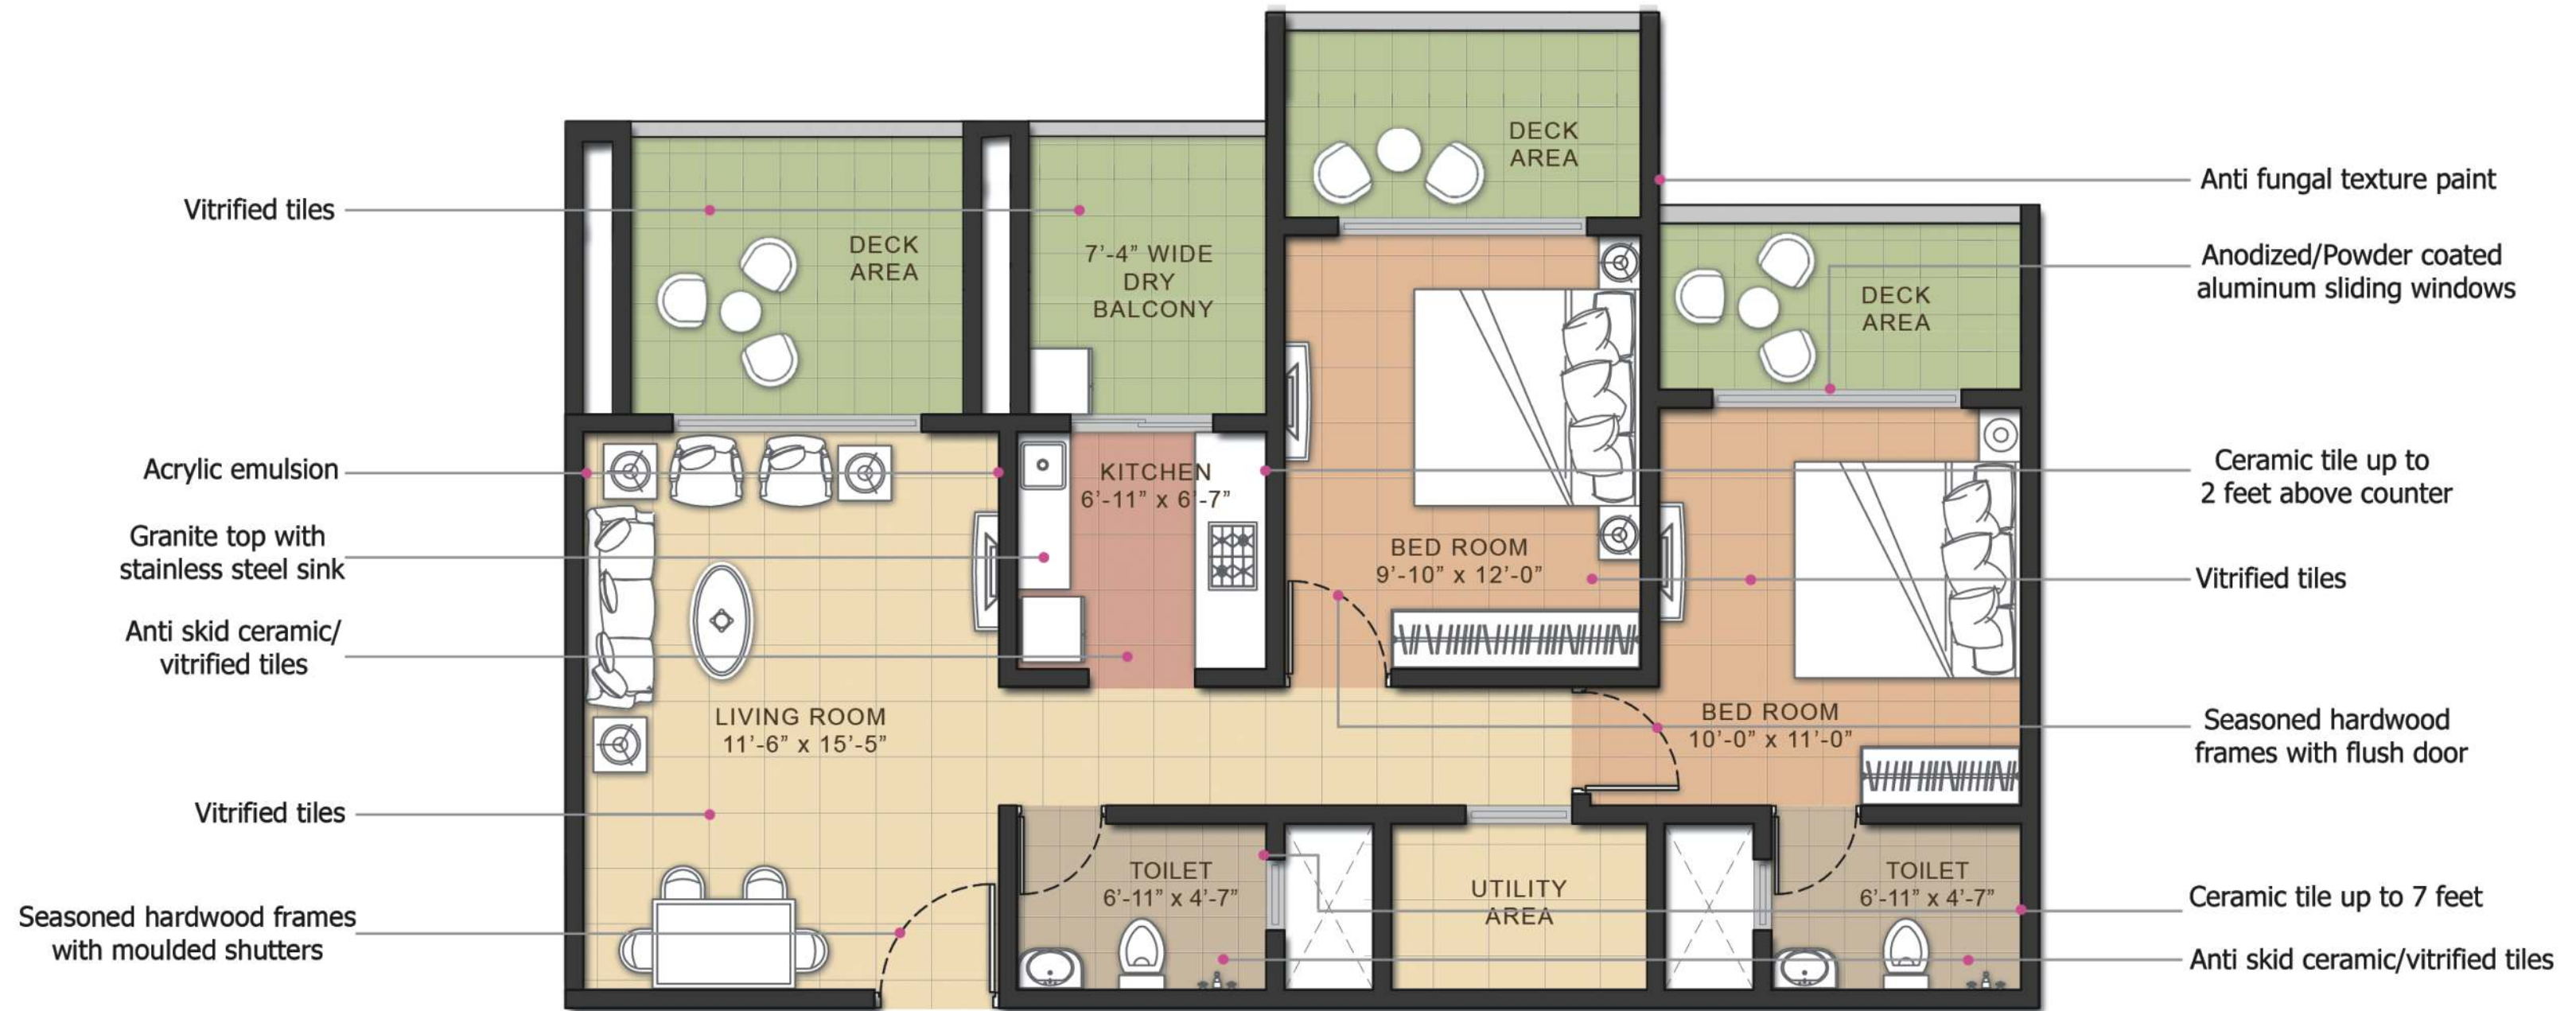 Vitrified tiles
Acrylic emulsion
Granite top with
stainless steel sink
Anti skid ceramic/
vitrified tiles
Vitrified tiles
Seasoned hardwood frames
with moulded shutters
DECK
AREA
7’-4” WIDE
DRY
BALCONY
DECK
AREA
DECK
AREA
KITCHEN
6’-11” x 6’-7”
BED ROOM
9’-10” x 12’-0”
LIVING ROOM
11’-6” x 15’-5”
BED ROOM
10’-0” x 11’-0”
TOILET
6’-11” x 4’-7”
UTILITY
AREA
TOILET
6’-11” x 4’-7”
Anti fungal texture paint
Anodized/Powder coated
aluminum sliding windows
Ceramic tile up to
2 feet above counter
Vitrified tiles
Seasoned hardwood
frames with flush door
Ceramic tile up to 7 feet
Anti skid ceramic/vitrified tiles